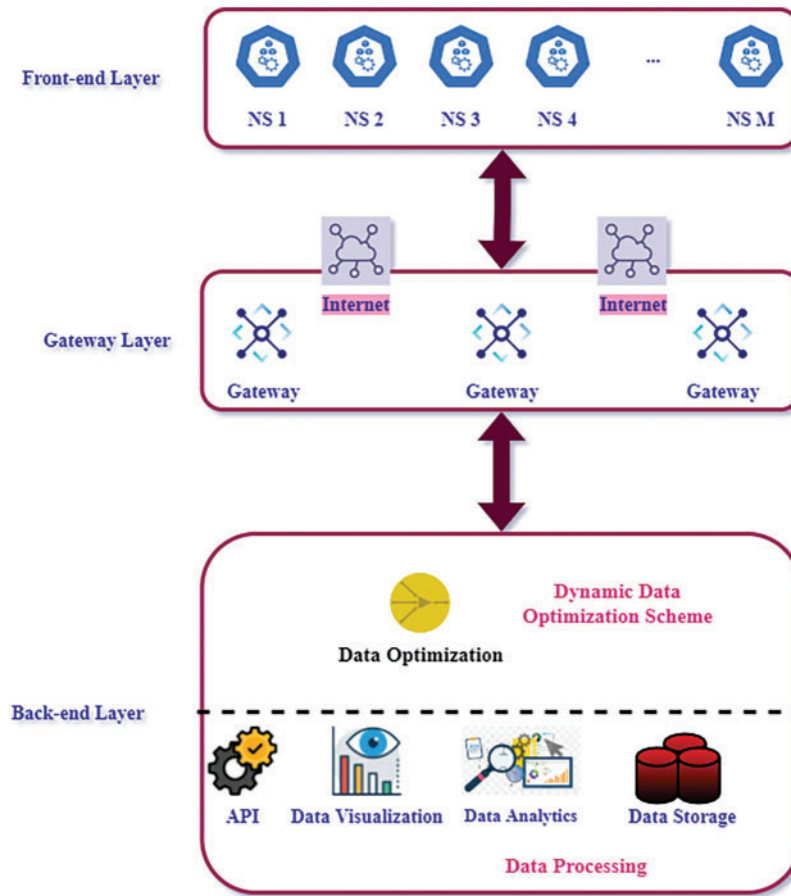 Front-end Layer
NS 1
NS 2
NS 3
NS 4
...
NS M
Internet
Internet
Gateway Layer
Gateway
Gateway
Gateway
Dynamic Data
Optimization Scheme
Data Optimization
Back-end Layer
API
Data Visualization
Data Analytics
Data Storage
Data Processing